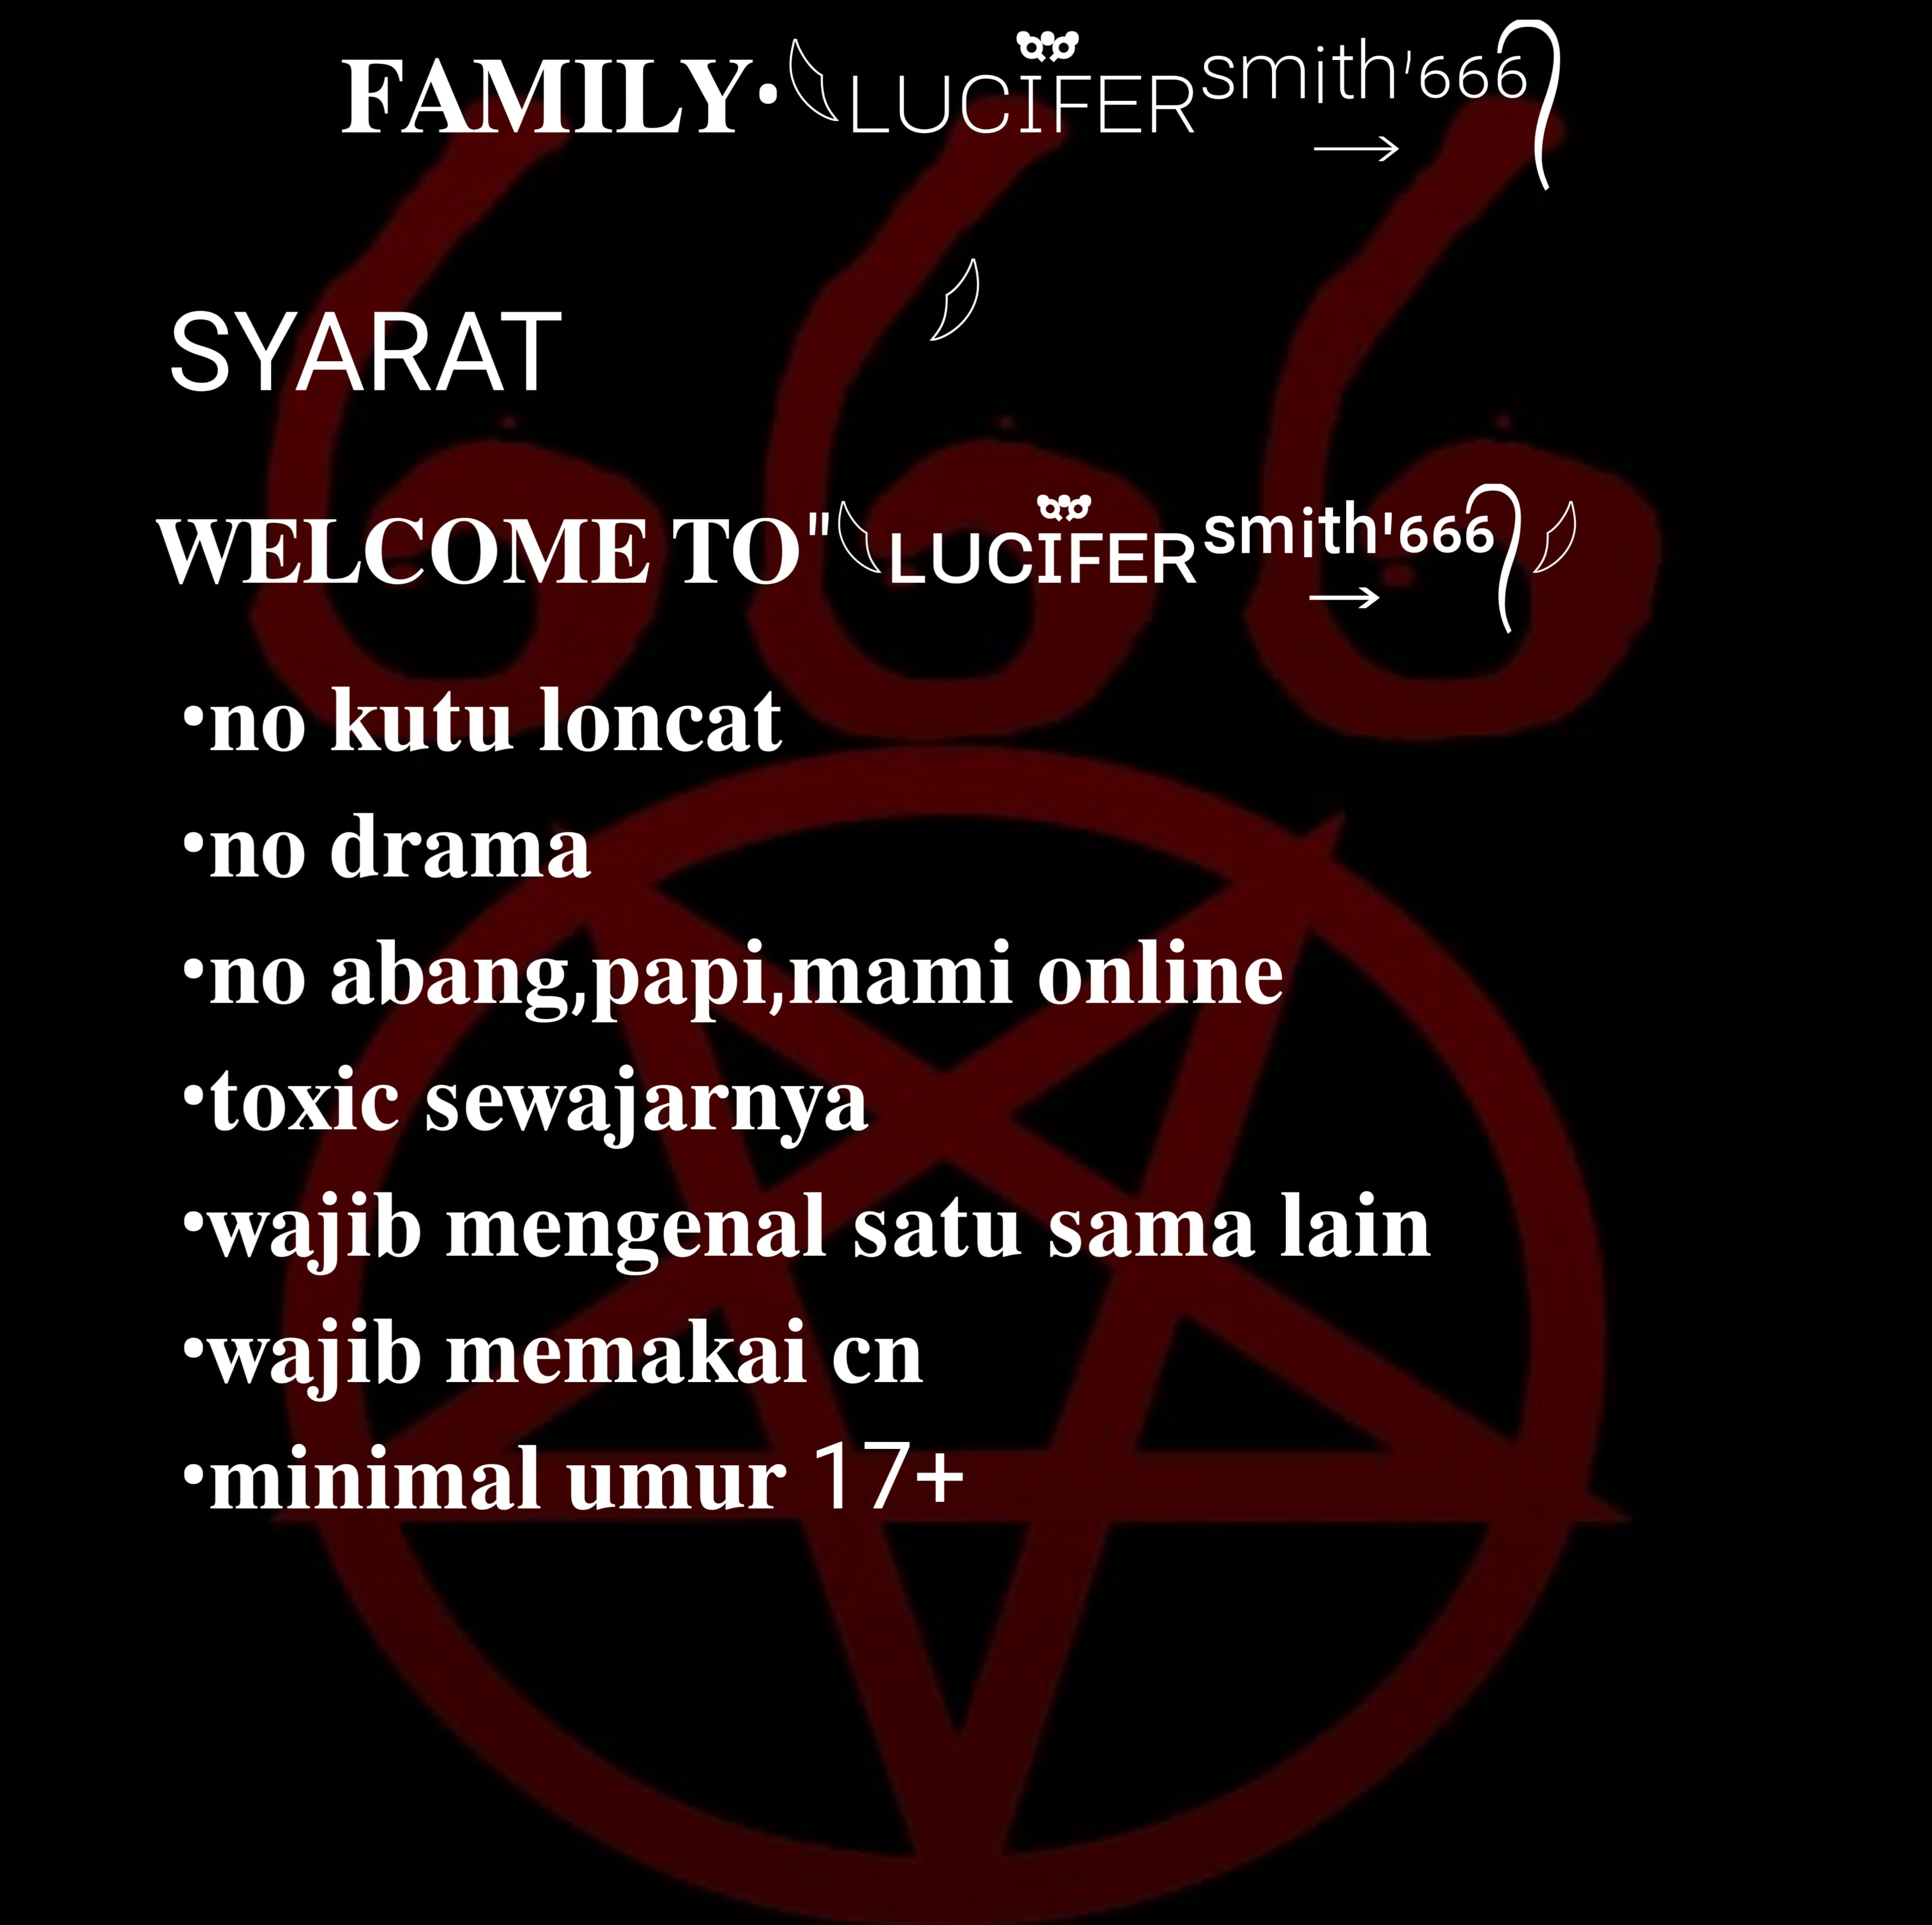 FAMILY•LUCIFERsmith'666
SYARAT
WELCOME TO"LUCIFERsmith'666
•no kutu loncat
•no drama
•no abang,papi,mami online
•toxic sewajarnya
•wajib mengenal satu sama lain
•wajib memakai cn
•minimal umur 17+
666